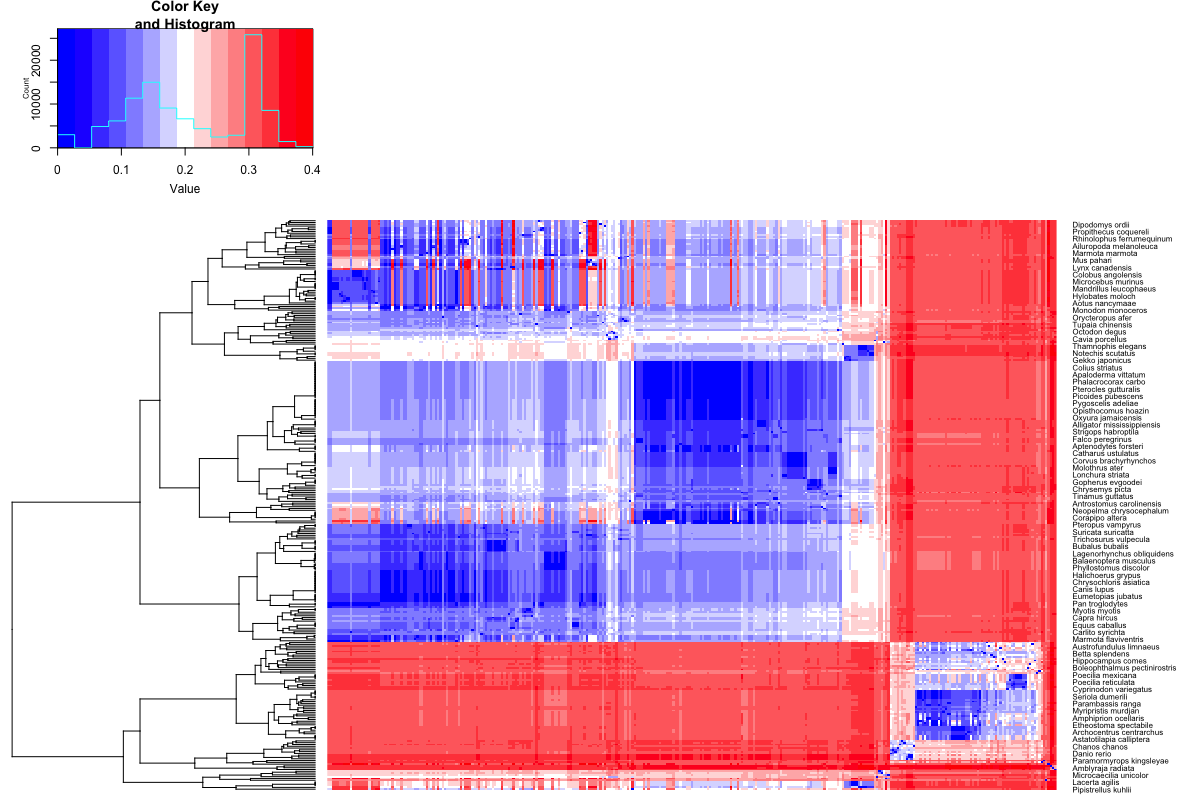 Color Key
and Histogram
Count
0
10000
20000
0
0.1
0.2
0.3
0.4
Value
Dipodomys ordii
Propithecus coquereli
Rhinolophus ferrumequinum
Ailuropoda melanoleuca
Marmota marmota
Mus pahari
Lynx canadensis
Colobus angolensis
Microcebus murinus
Mandrillus leucophaeus
Hylobates moloch
Aotus nancymaae
Monodon monoceros
Orycteropus afer
Tupaia chinensis
Octodon degus
Cavia porcellus
Thamnophis elegans
Notechis scutatus
Gekko japonicus
Colius striatus
Apaloderma vittatum
Phalacrocorax carbo
Pterocles gutturalis
Picoides pubescens
Pygoscelis adeliae
Opisthocomus hoazin
Oxyura jamaicensis
Alligator mississippiensis
Strigops habroptila
Falco peregrinus
Aptenodytes forsteri
Catharus ustulatus
Corvus brachyrhynchos
Molothrus ater
Lonchura striata
Gopherus evgoodei
Chrysemys picta
Tinamus guttatus
Antrostomus carolinensis
Neopelma chrysocephalum
Corapipo altera
Pteropus vampyrus
Suricata suricatta
Trichosurus vulpecula
Bubalus bubalis
Lagenorhynchus obliquidens
Balaenoptera musculus
Phyllostomus discolor
Halichoerus grypus
Chrysochloris asiatica
Canis lupus
Eumetopias jubatus
Pan troglodytes
Myotis myotis
Capra hircus
Equus caballus
Carlito syrichta
Marmota flaviventris
Austrofundulus limnaeus
Betta splendens
Hippocampus comes
Boleophthalmus pectinirostris
Poecilia mexicana
Poecilia reticulata
Cyprinodon variegatus
Seriola dumerili
Parambassis ranga
Myripristis murdjan
Amphiprion ocellaris
Etheostoma spectabile
Archocentrus centrarchus
Astatotilapia calliptera
Chanos chanos
Danio rerio
Paramormyrops kingsleyae
Amblyraja radiata
Microcaecilia unicolor
Lacerta agilis
Pipistrellus kuhlii